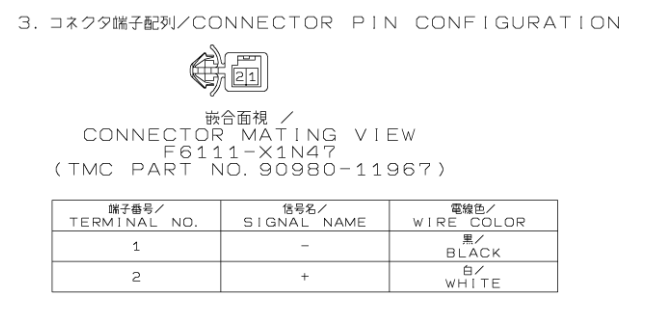 3. コネクタ端子配列/CONNECTOR PIN CONFIGURATION
2 1
嵌合面視 /
CONNECTOR MATING VIEW
F6111-X1N47
(TMC PART NO. 90980-11967)
端子番号/ 信号名/ 電線色/
TERMINAL NO. SIGNAL NAME WIRE COLOR
1 - 黒/
BLACK
2 + 白/
WHITE